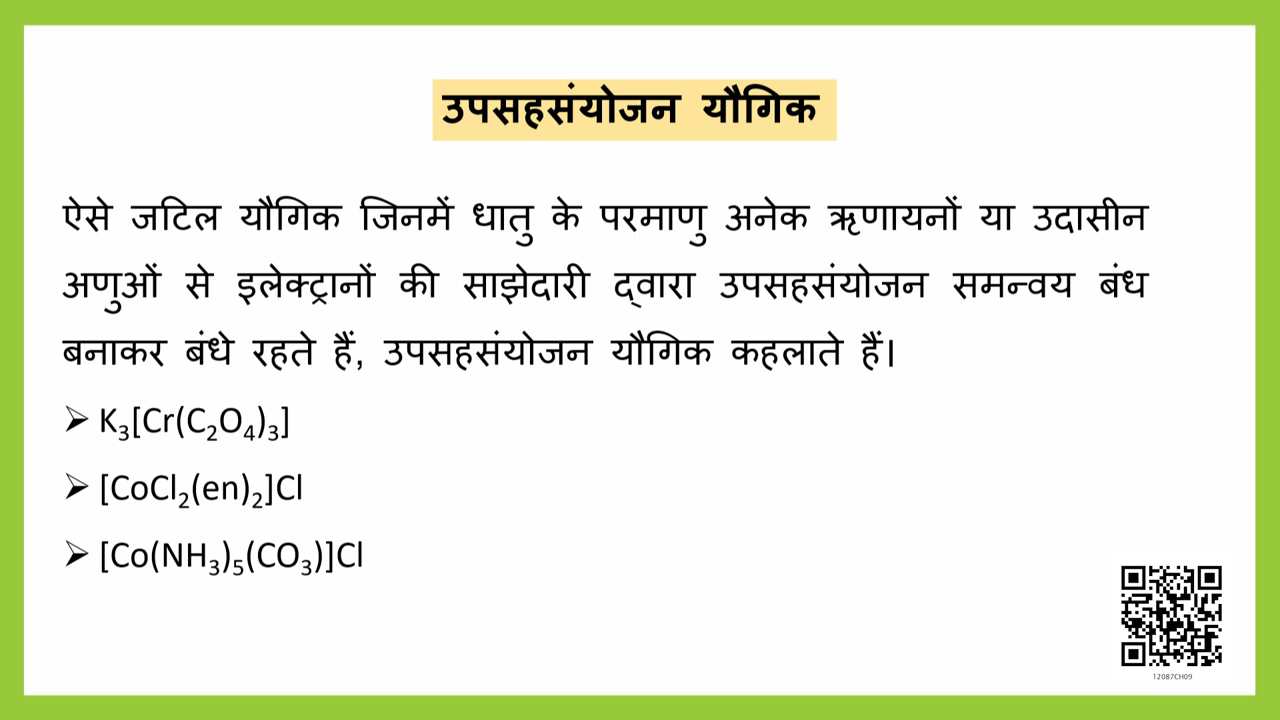 उपसहसंयोजन यौगिक
ऐसे जटिल यौगिक जिनमें धातु के परमाणु अनेक ऋणायनों या उदासीन
अणुओं से इलेक्ट्रानों की साझेदारी द्वारा उपसहसंयोजन समन्वय बंध
बनाकर बंधे रहते हैं, उपसहसंयोजन यौगिक कहलाते हैं।
➢ K₃[Cr(C₂O₄)₃]
➢ [CoCl₂(en)₂]Cl
➢ [Co(NH₃)₅(CO₃)]Cl
12087CH09